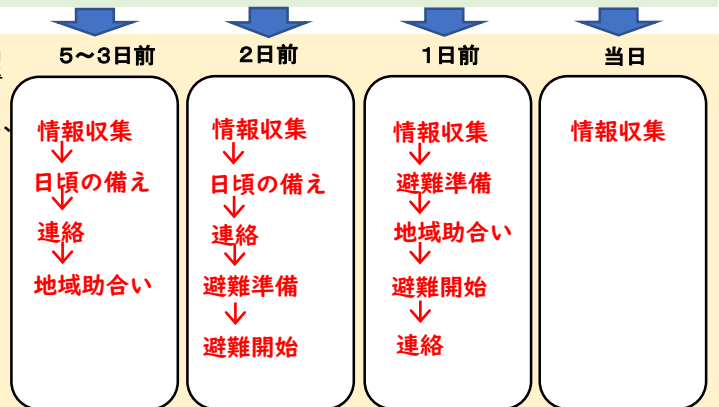 5～3日前
情報収集
↓
日頃の備え
↓
連絡
↓
地域助合い
2日前
情報収集
↓
日頃の備え
↓
連絡
↓
避難準備
↓
避難開始
1日前
情報収集
↓
避難準備
↓
地域助合い
↓
避難開始
↓
連絡
当日
情報収集